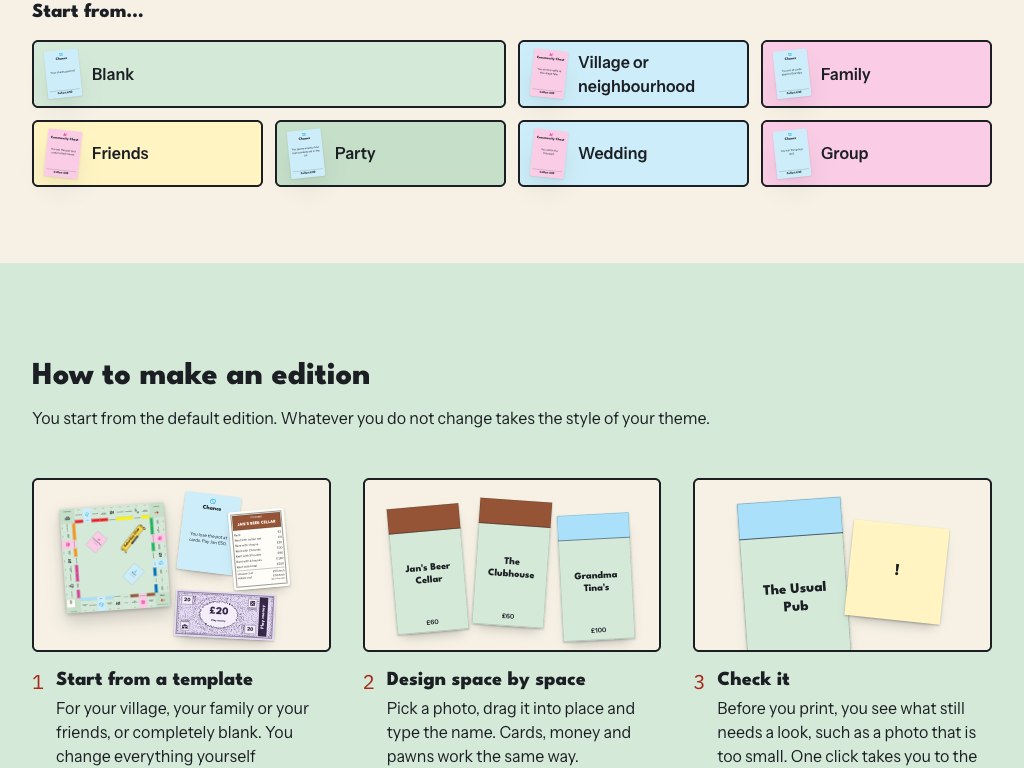 Start from...
Blank
Village or
neighbourhood
Family
Friends
Party
Wedding
Group
How to make an edition
You start from the default edition. Whatever you do not change takes the style of your theme.
Chance
JAN'S BEER CELLAR
£20
Play money
20
20
Play money
Jan's Beer
Cellar
£60
The
Clubhouse
£60
Grandma
Tina's
£100
The Usual
Pub
!
1 Start from a template
For your village, your family or your
friends, or completely blank. You
change everything yourself
2 Design space by space
Pick a photo, drag it into place and
type the name. Cards, money and
pawns work the same way.
3 Check it
Before you print, you see what still
needs a look, such as a photo that is
too small. One click takes you to the